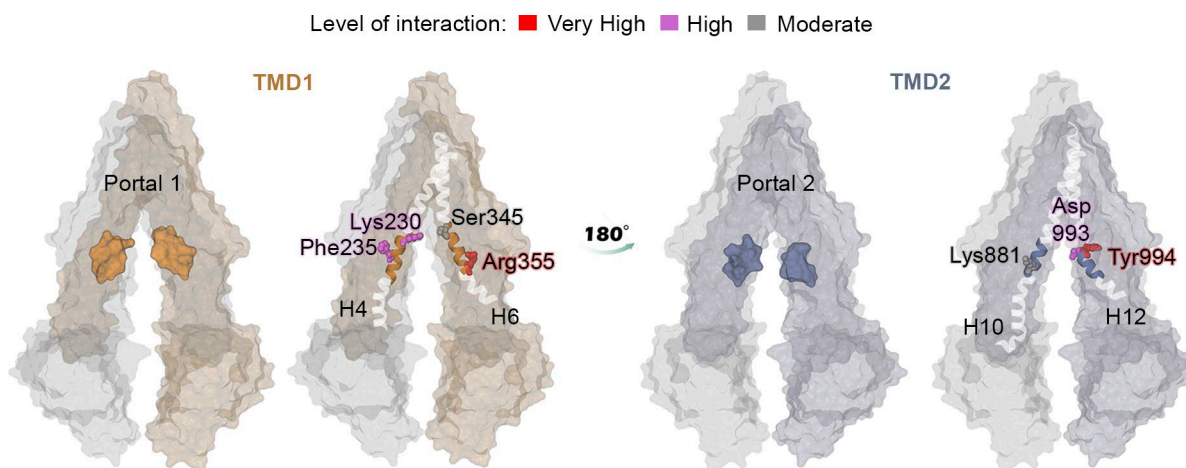 Level of interaction: Very High High Moderate
TMD1
TMD2
Portal 1
Lys230
Phe235
Ser345
Arg355
H4
H6
180°
Portal 2
Asp
993
Lys881
Tyr994
H10
H12